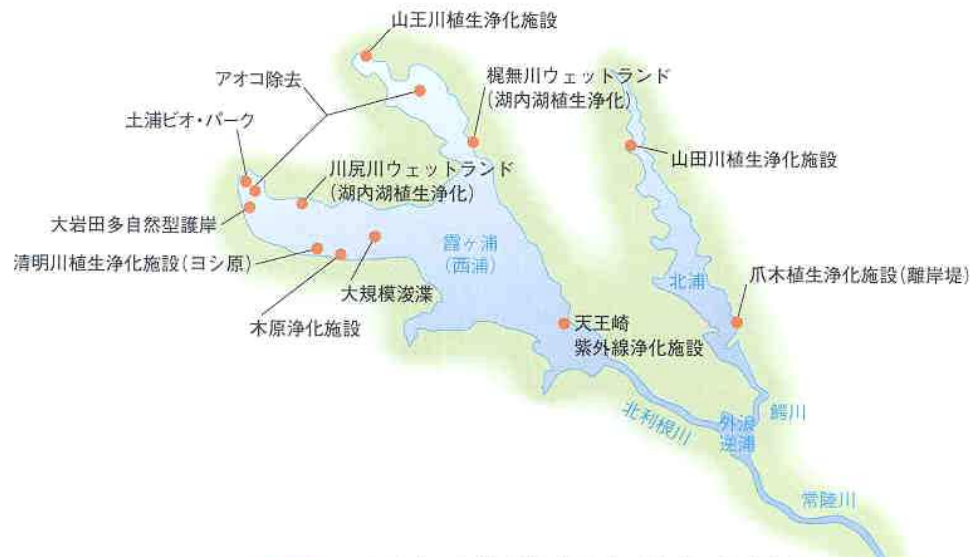 山王川植生浄化施設
アオコ除去
梶無川ウェットランド
(湖内湖植生浄化)
土浦ビオ・パーク
山田川植生浄化施設
川尻川ウェットランド
(湖内湖植生浄化)
大岩田多自然型護岸
清明川植生浄化施設(ヨシ原)
霞ヶ浦
(西浦)
北浦
爪木植生浄化施設(離岸堤)
大規模浚渫
木原浄化施設
天王崎
紫外線浄化施設
北利根川
外浪
逆浦
鰐川
常陸川